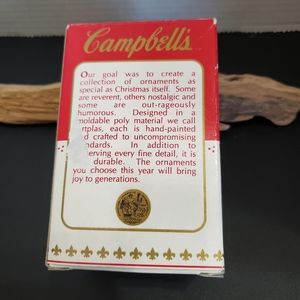 Campbell's
Our goal was to create a
collection of ornaments as
special as Christmas itself. Some
are reverent, others nostalgic and
some are out-rageously
humorous. Designed in a
moldable poly material we call
artplas, each is hand-painted
nd crafted to uncompromising
ndards. In addition to
erving every fine detail, it is
durable. The ornaments
you choose this year will bring
joy to generations.